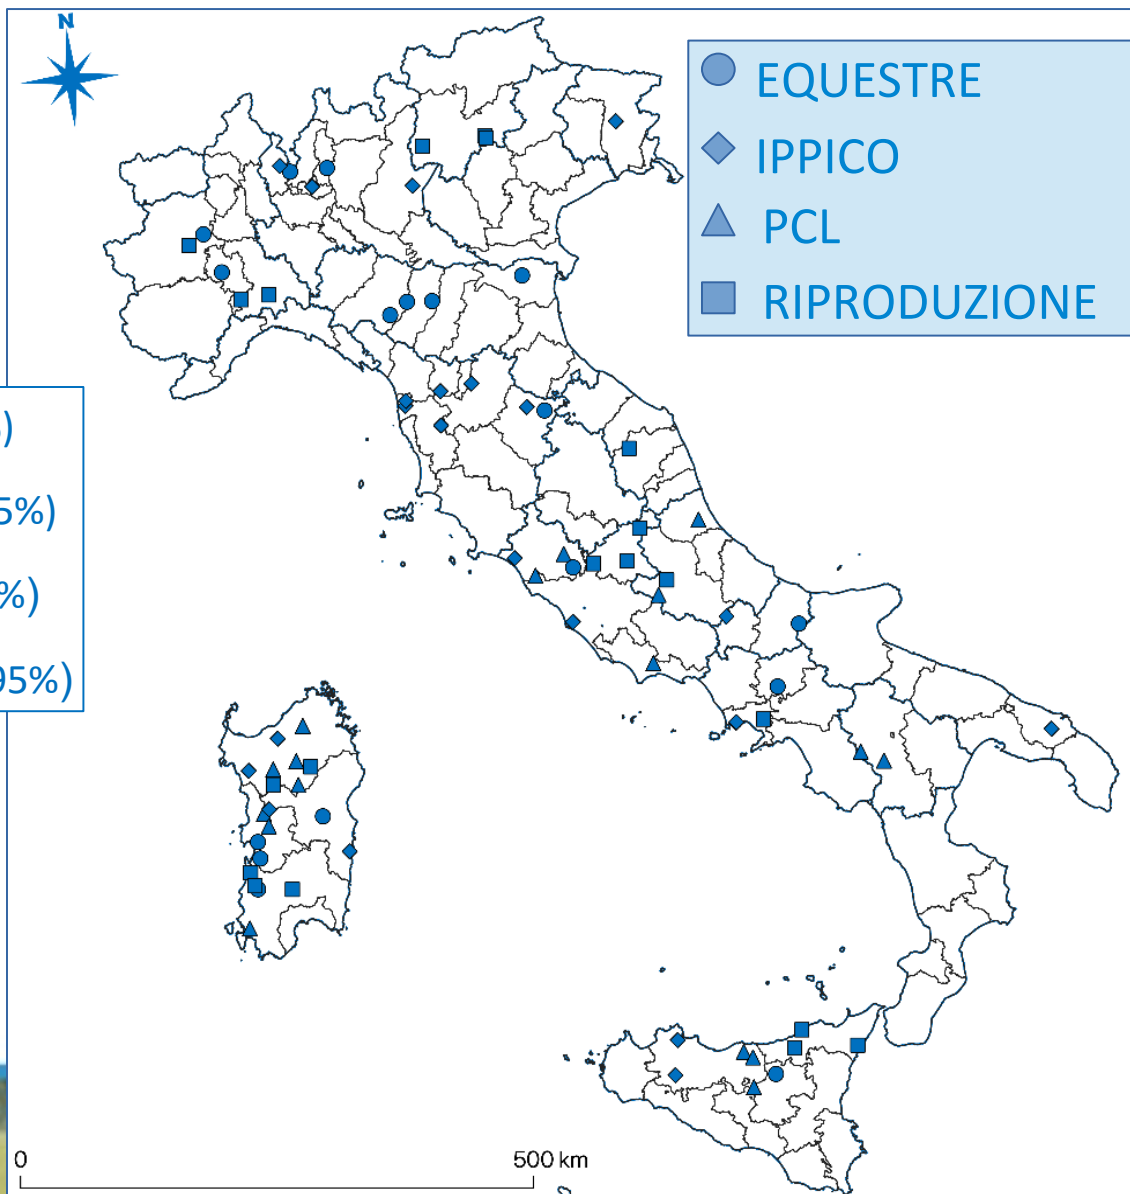 N
EQUESTRE
IPPICO
PCL
RIPRODUZIONE
)
5%)
%)
95%)
0
500 km